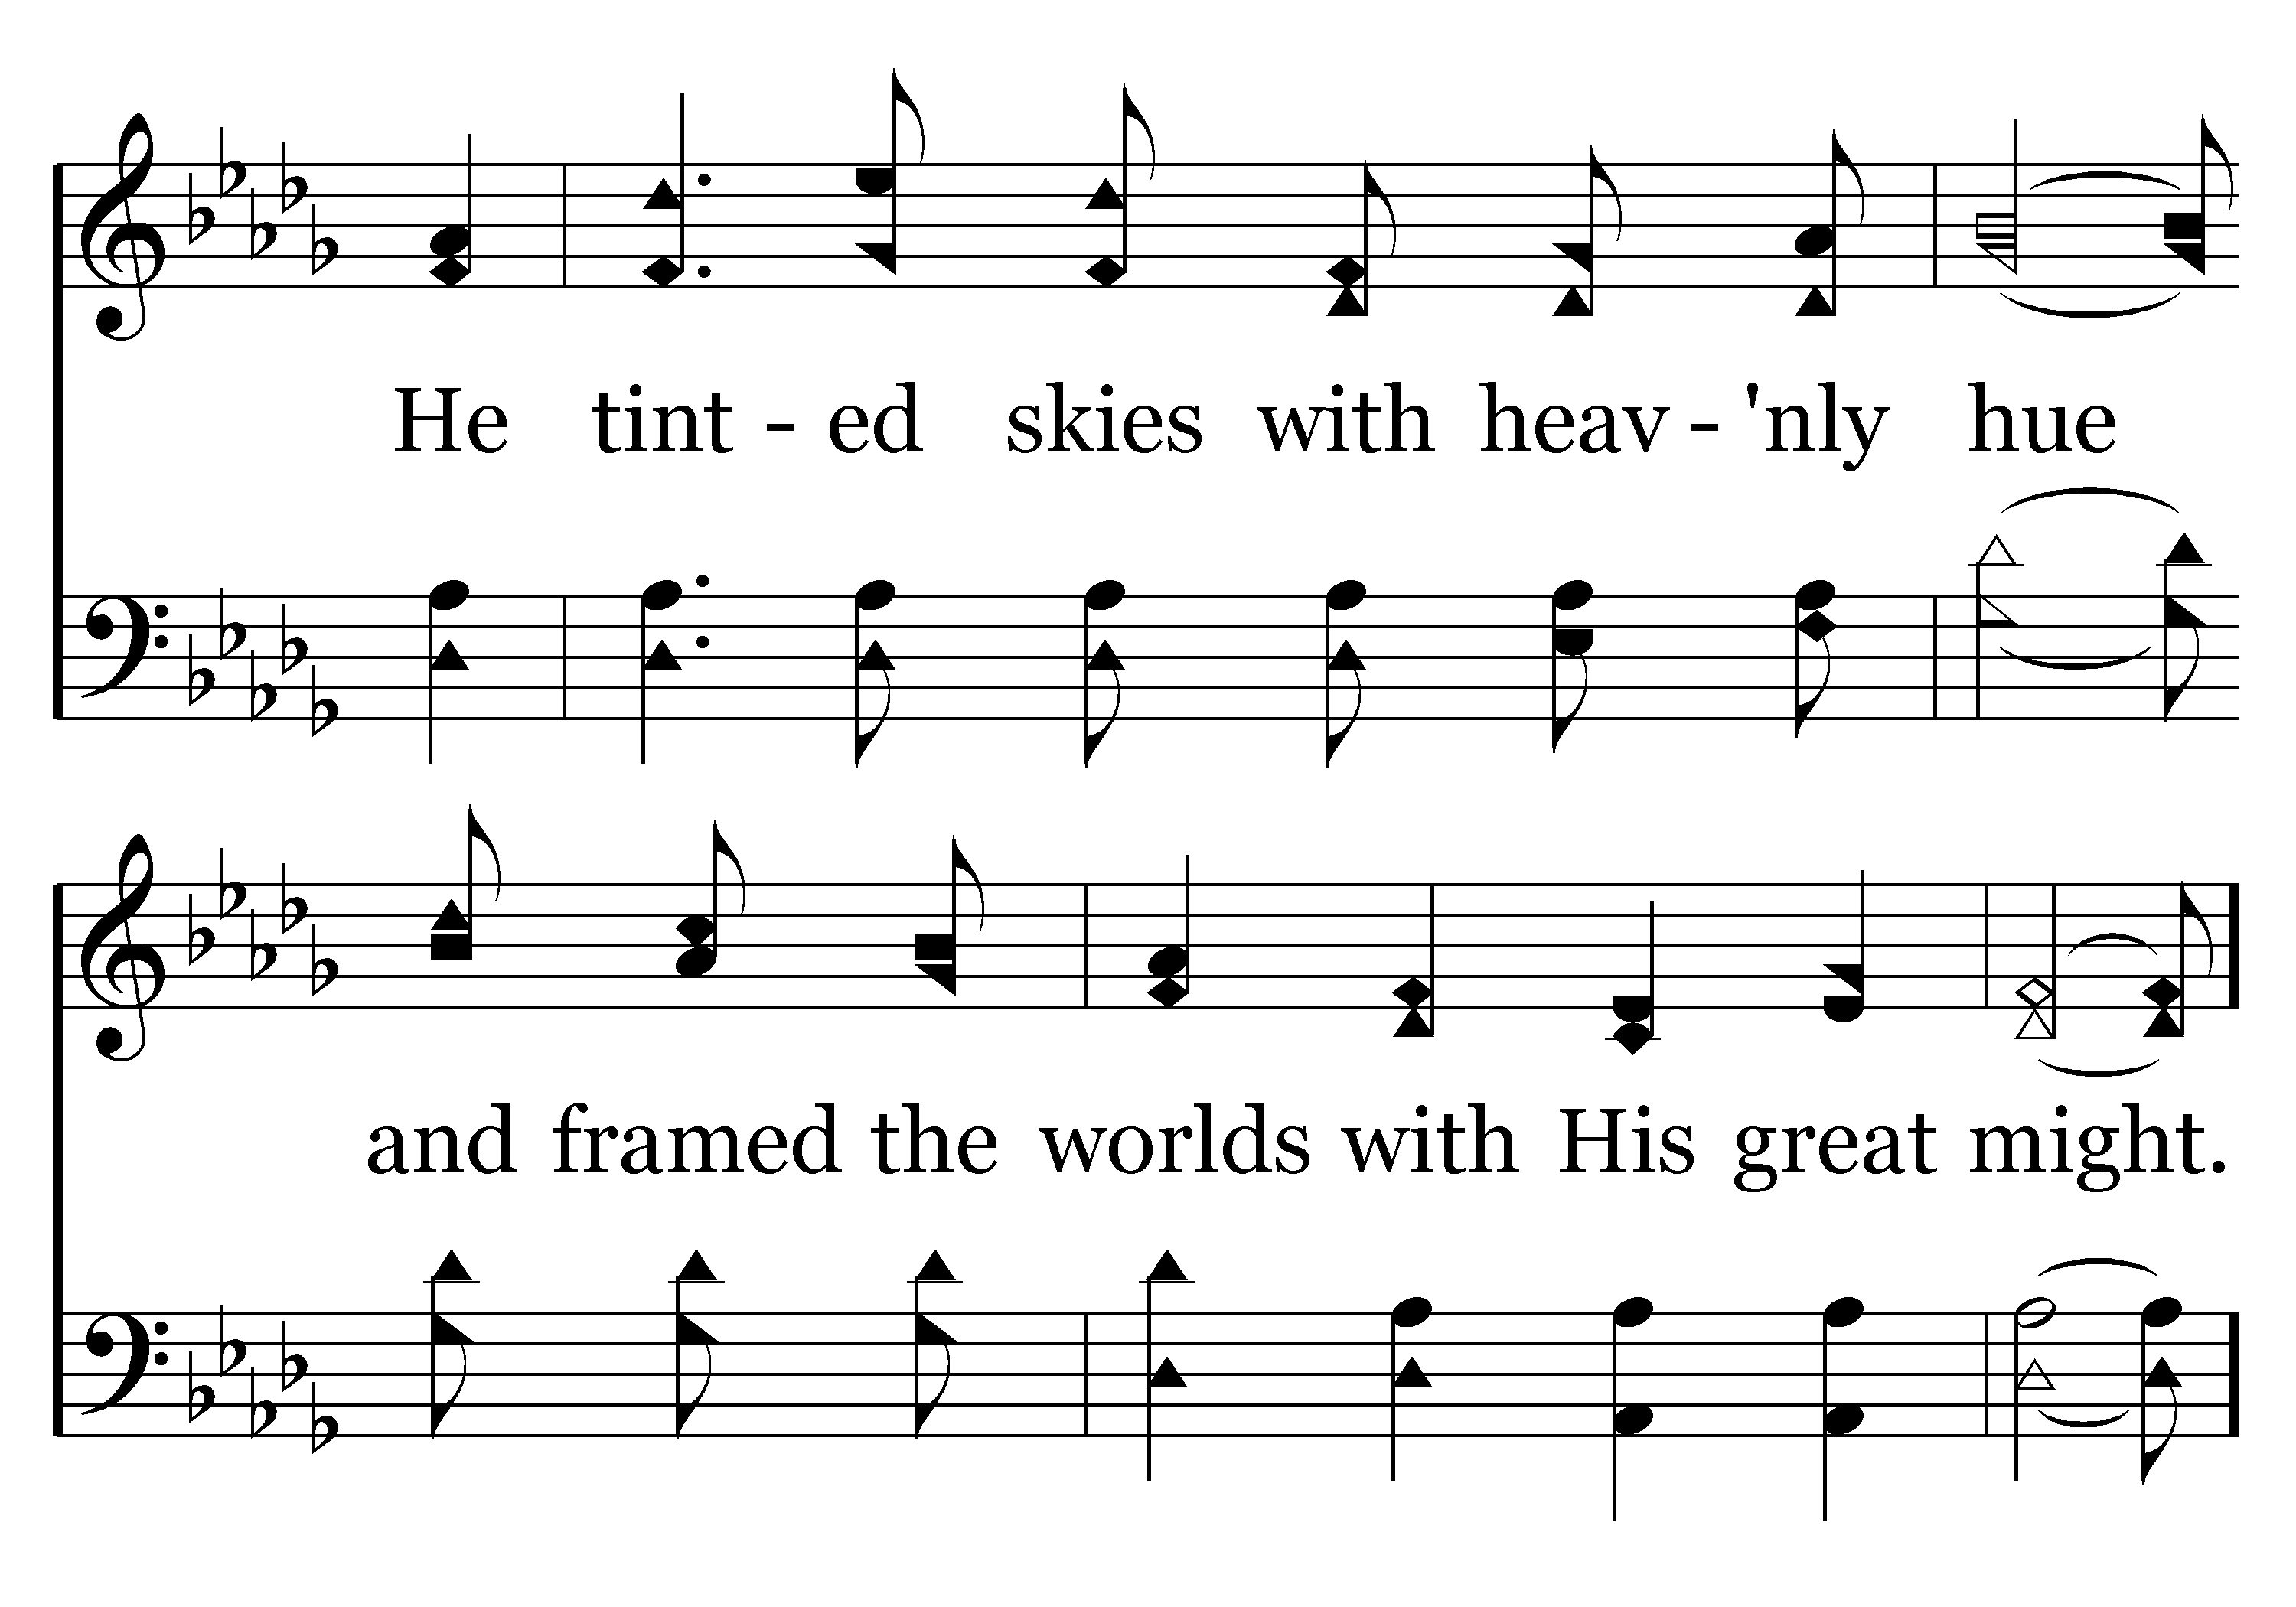 He tint - ed skies with heav - 'nly hue
and framed the worlds with His great might.